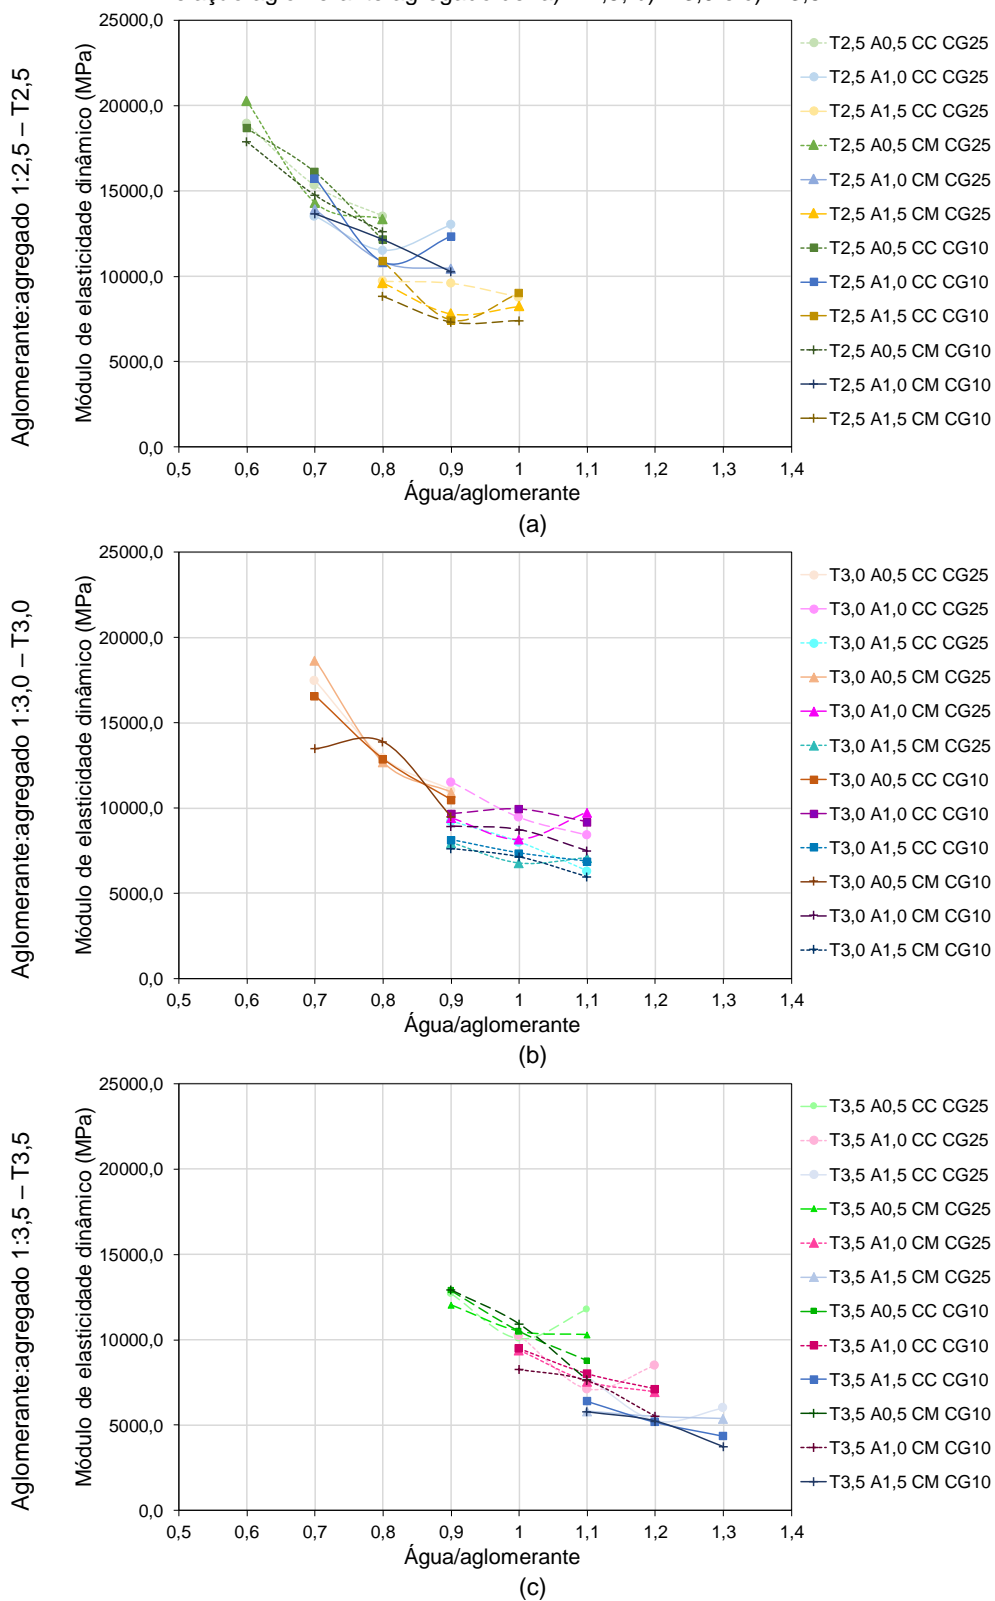 Aglomerante:agregado 1:2,5 – T2,5
Módulo de elasticidade dinâmico (MPa)
25000,0
20000,0
15000,0
10000,0
5000,0
0,0
0,5 0,6 0,7 0,8 0,9 1 1,1 1,2 1,3 1,4
Água/aglomerante
T2,5 A0,5 CC CG25
T2,5 A1,0 CC CG25
T2,5 A1,5 CC CG25
T2,5 A0,5 CM CG25
T2,5 A1,0 CM CG25
T2,5 A1,5 CM CG25
T2,5 A0,5 CC CG10
T2,5 A1,0 CC CG10
T2,5 A1,5 CC CG10
T2,5 A0,5 CM CG10
T2,5 A1,0 CM CG10
T2,5 A1,5 CM CG10
(a)
Aglomerante:agregado 1:3,0 – T3,0
Módulo de elasticidade dinâmico (MPa)
25000,0
20000,0
15000,0
10000,0
5000,0
0,0
0,5 0,6 0,7 0,8 0,9 1 1,1 1,2 1,3 1,4
Água/aglomerante
T3,0 A0,5 CC CG25
T3,0 A1,0 CC CG25
T3,0 A1,5 CC CG25
T3,0 A0,5 CM CG25
T3,0 A1,0 CM CG25
T3,0 A1,5 CM CG25
T3,0 A0,5 CC CG10
T3,0 A1,0 CC CG10
T3,0 A1,5 CC CG10
T3,0 A0,5 CM CG10
T3,0 A1,0 CM CG10
T3,0 A1,5 CM CG10
(b)
Aglomerante:agregado 1:3,5 – T3,5
Módulo de elasticidade dinâmico (MPa)
25000,0
20000,0
15000,0
10000,0
5000,0
0,0
0,5 0,6 0,7 0,8 0,9 1 1,1 1,2 1,3 1,4
Água/aglomerante
T3,5 A0,5 CC CG25
T3,5 A1,0 CC CG25
T3,5 A1,5 CC CG25
T3,5 A0,5 CM CG25
T3,5 A1,0 CM CG25
T3,5 A1,5 CM CG25
T3,5 A0,5 CC CG10
T3,5 A1,0 CC CG10
T3,5 A1,5 CC CG10
T3,5 A0,5 CM CG10
T3,5 A1,0 CM CG10
T3,5 A1,5 CM CG10
(c)